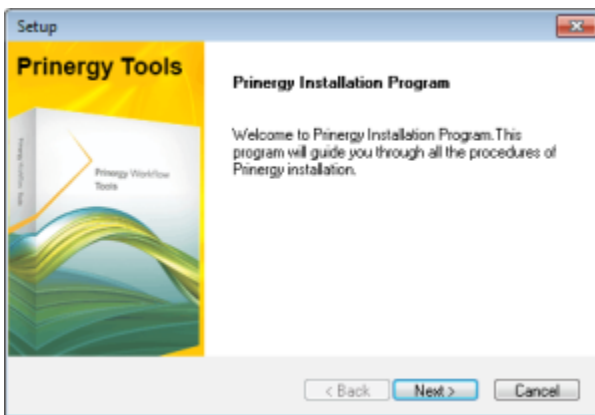 Setup
Prinergy Tools
Prinergy Workflow
Tools
Prinergy Installation Program
Welcome to Prinergy Installation Program.This
program will guide you through all the procedures of
Prinergy installation.
< Back
Next >
Cancel